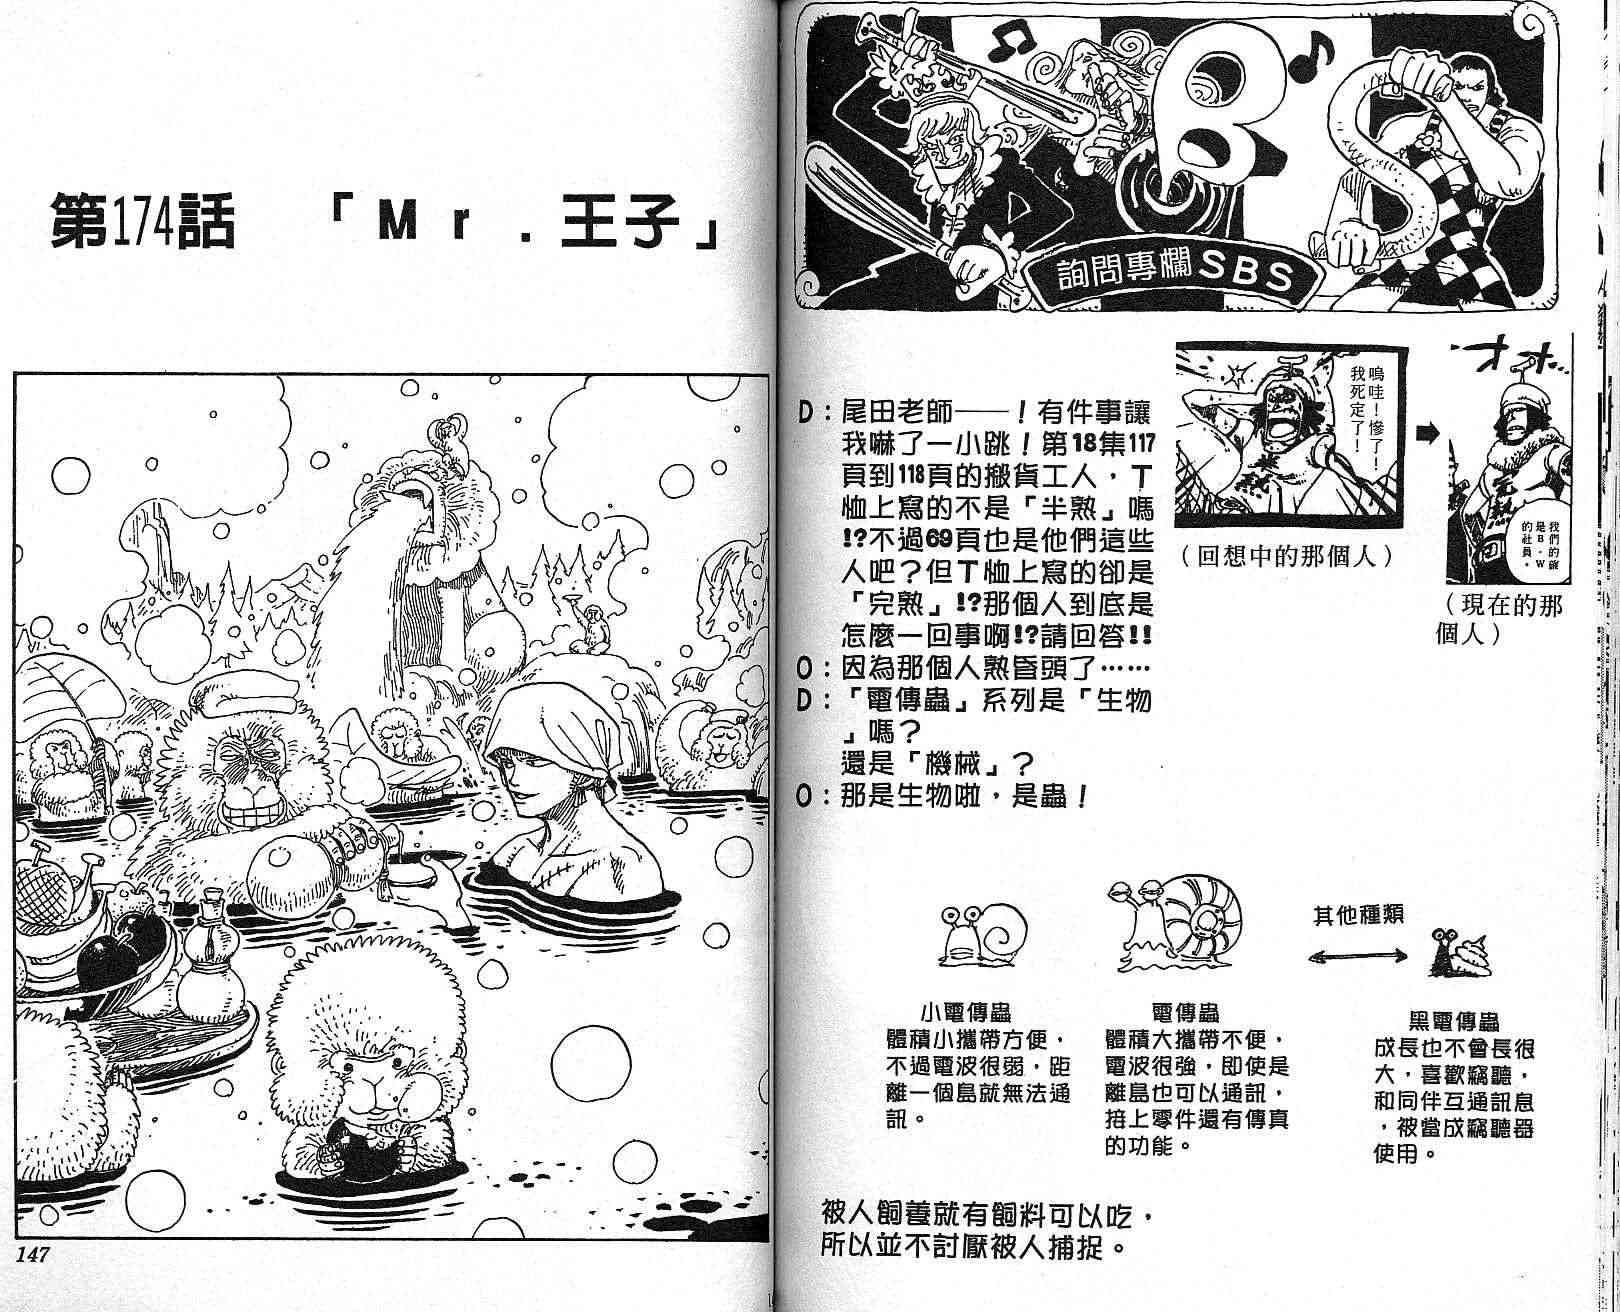 詢問專欄SBS
D：尾田老師——！有件事讓
我嚇了一小跳！第18集117
頁到118頁的搬貨工人，T
恤上寫的不是「半熟」嗎
!?不過69頁也是他們這些
人吧？但T恤上寫的卻是
「完熟」!?那個人到底是
怎麼一回事啊!?請回答!!
O：因為那個人熟昏頭了……
D：「電傳蟲」系列是「生物
」嗎？
還是「機械」？
O：那是生物啦，是蟲！
嗚哇！慘了！
我死定了！
（回想中的那個人）
オオ..
完熟
我們的確
是B・W
的社員。
（現在的那
個人）
小電傳蟲
體積小攜帶方便，
不過電波很弱，距
離一個島就無法通
訊。
電傳蟲
體積大攜帶不便，
電波很強，即使是
離島也可以通訊，
接上零件還有傳真
的功能。
其他種類
黑電傳蟲
成長也不會長很
大，喜歡竊聽，
和同伴互通訊息
，被當成竊聽器
使用。
被人飼養就有飼料可以吃，
所以並不討厭被人捕捉。
第174話　「Mr.王子」
147